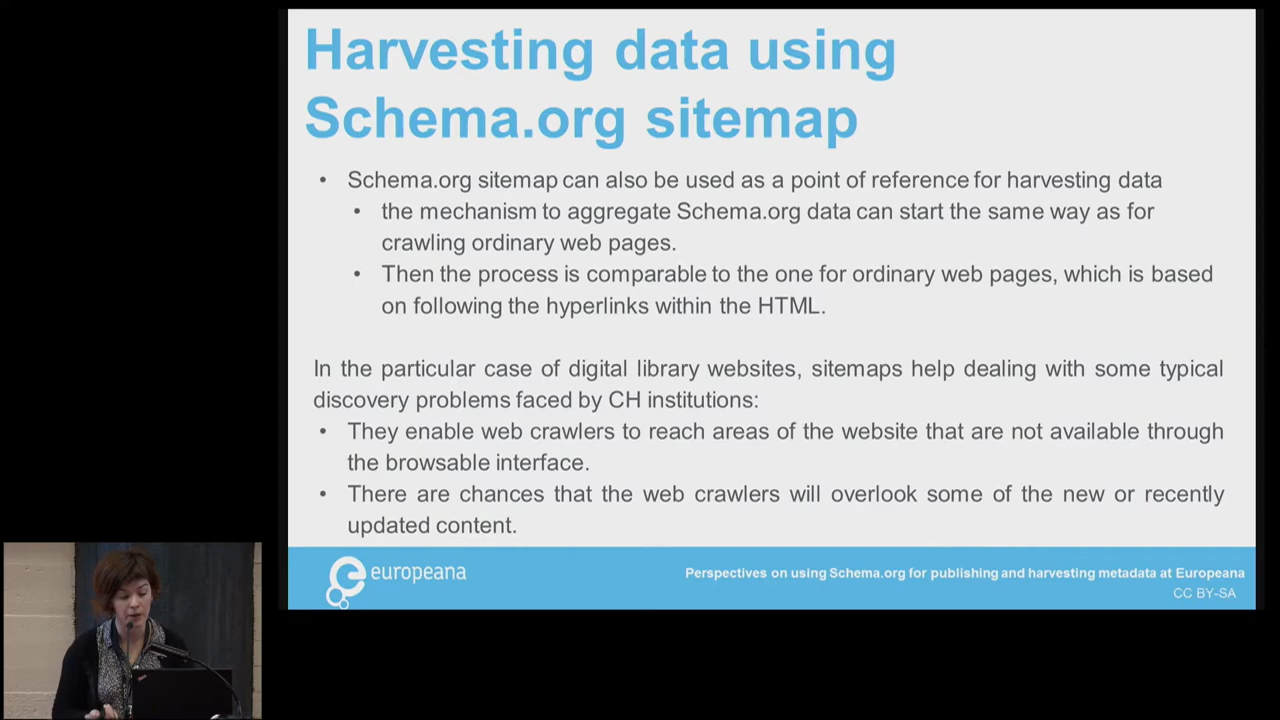 Harvesting data using
Schema.org sitemap
• Schema.org sitemap can also be used as a point of reference for harvesting data
• the mechanism to aggregate Schema.org data can start the same way as for
crawling ordinary web pages.
• Then the process is comparable to the one for ordinary web pages, which is based
on following the hyperlinks within the HTML.
In the particular case of digital library websites, sitemaps help dealing with some typical
discovery problems faced by CH institutions:
• They enable web crawlers to reach areas of the website that are not available through
the browsable interface.
• There are chances that the web crawlers will overlook some of the new or recently
updated content.
europeana
Perspectives on using Schema.org for publishing and harvesting metadata at Europeana
CC BY-SA